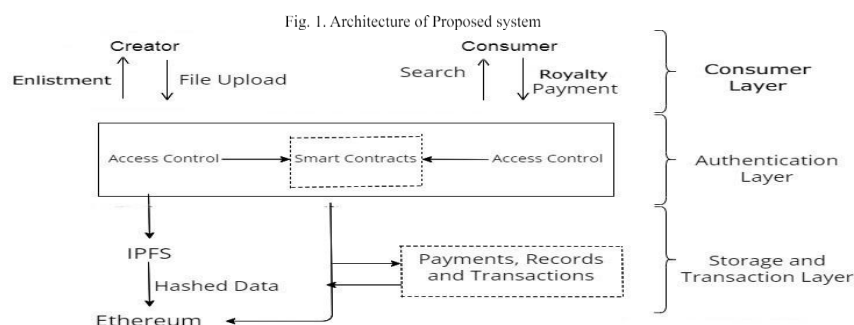 Fig. 1. Architecture of Proposed system
Creator
Consumer
Enlistment
File Upload
Search
Royalty
Payment
Consumer
Layer
Access Control
Smart Contracts
Access Control
Authentication
Layer
IPFS
Payments, Records
and Transactions
Storage and
Transaction Layer
Hashed Data
Ethereum